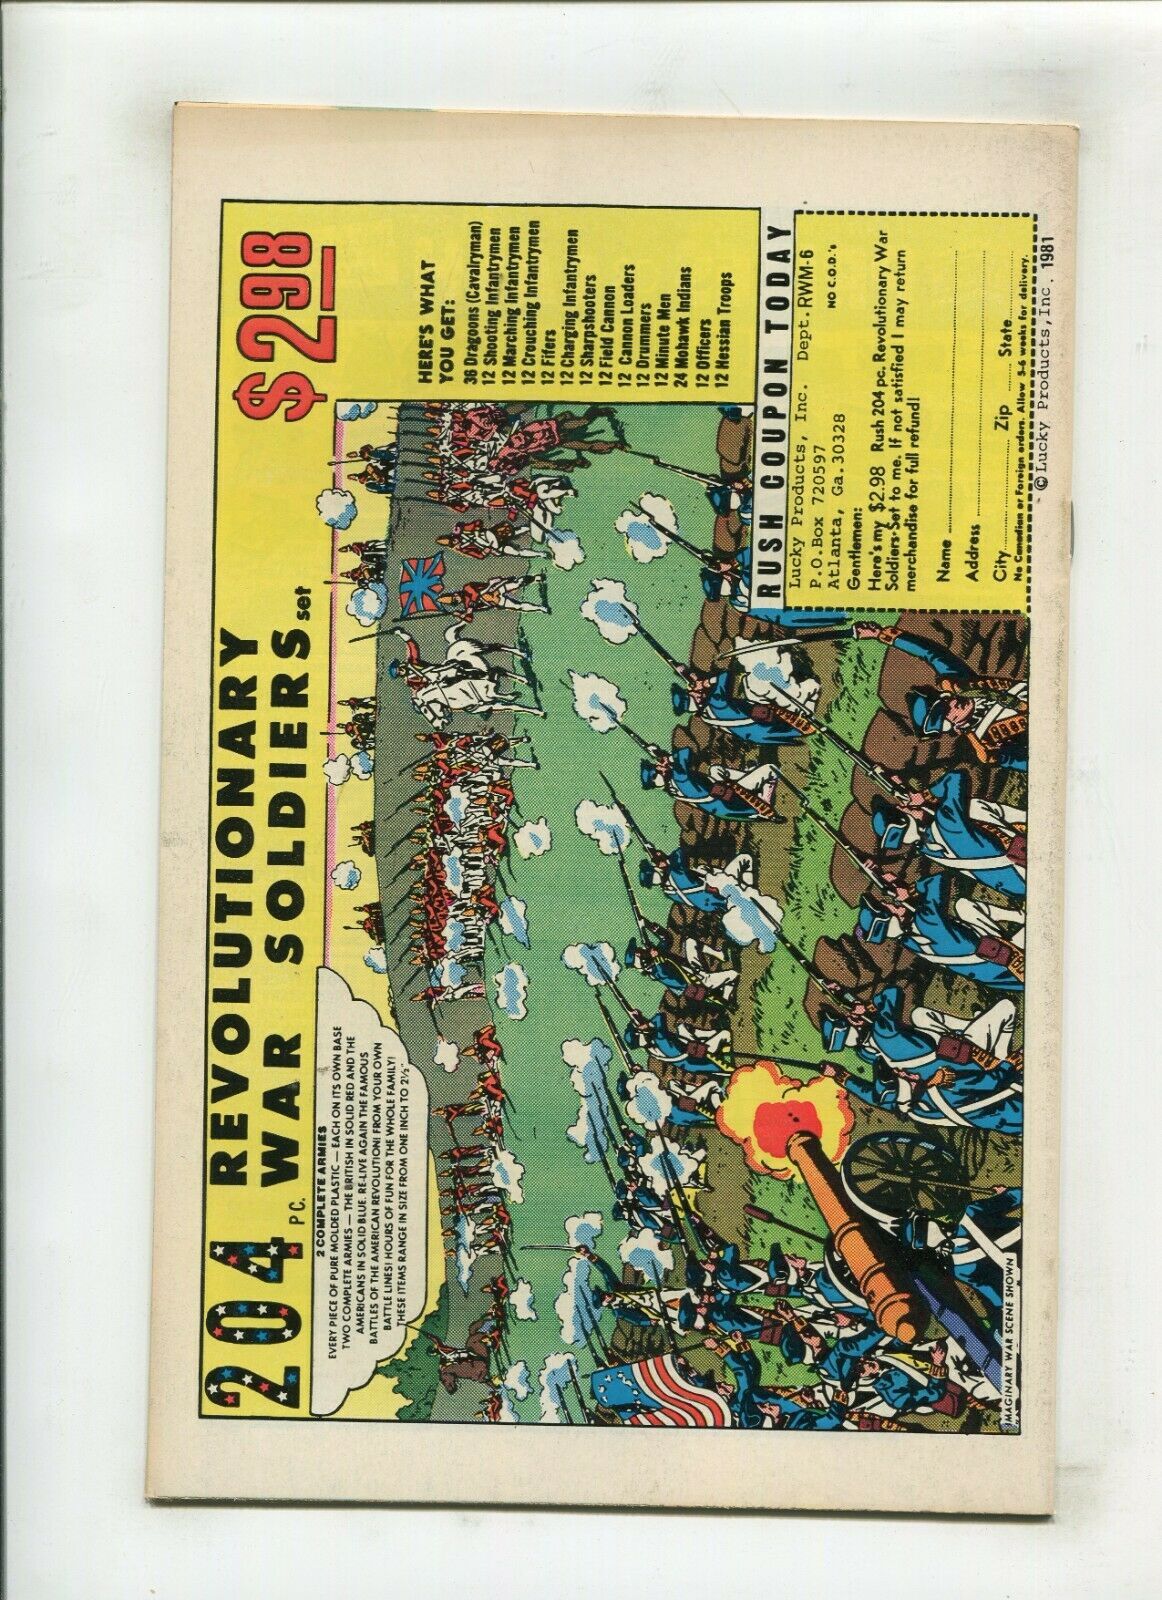 204 PC. REVOLUTIONARY
WAR SOLDIERS set
$2.98
2 COMPLETE ARMIES
EVERY PIECE OF PURE MOLDED PLASTIC — EACH ON ITS OWN BASE
TWO COMPLETE ARMIES — THE BRITISH IN SOLID RED AND THE
AMERICANS IN SOLID BLUE. RE-LIVE AGAIN THE FAMOUS
BATTLES OF THE AMERICAN REVOLUTION! FROM YOUR OWN
BATTLE LINES! HOURS OF FUN FOR THE WHOLE FAMILY!
THESE ITEMS RANGE IN SIZE FROM ONE INCH TO 2½"
HERE'S WHAT
YOU GET:
36 Dragoons (Cavalryman)
12 Shooting Infantrymen
12 Marching Infantrymen
12 Crouching Infantrymen
12 Fifers
12 Charging Infantrymen
12 Sharpshooters
12 Field Cannon
12 Cannon Loaders
12 Drummers
12 Minute Men
24 Mohawk Indians
12 Officers
12 Hessian Troops
RUSH COUPON TODAY
Lucky Products, Inc. Dept. RWM-6
P.O. Box 720597
NO C.O.D.'s
Atlanta, Ga. 30328
Gentlemen:
Here's my $2.98 Rush 204 pc. Revolutionary War
Soldiers-Set to me. If not satisfied I may return
merchandise for full refund!
Name
Address
City Zip State
No Canadian or Foreign orders. Allow 5-6 weeks for delivery.
© Lucky Products, Inc. 1981
IMAGINARY WAR SCENE SHOWN